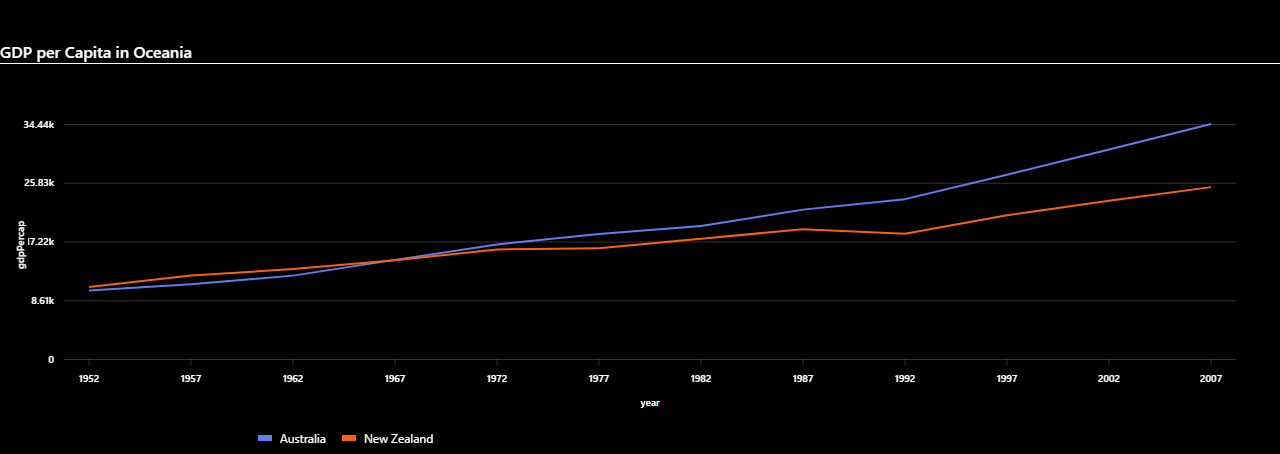 GDP per Capita in Oceania
34.44k
25.83k
17.22k
8.61k
0
gdpPercap
1952 1957 1962 1967 1972 1977 1982 1987 1992 1997 2002 2007
year
Australia New Zealand